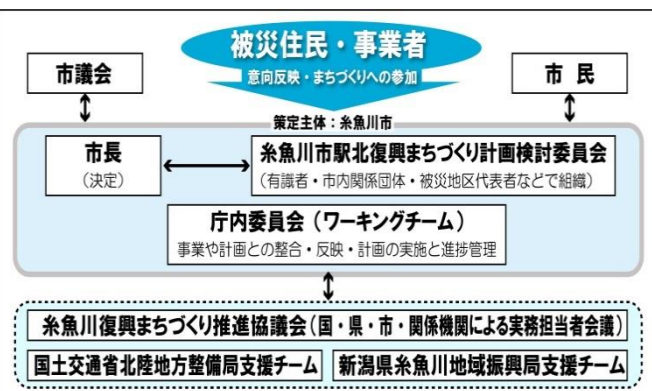 被災住民・事業者
意向反映・まちづくりへの参加
市議会
市民
策定主体：糸魚川市
市長
（決定）
糸魚川市駅北復興まちづくり計画検討委員会
（有識者・市内関係団体・被災地区代表者などで組織）
庁内委員会（ワーキングチーム）
事業や計画との整合・反映・計画の実施と進捗管理
糸魚川復興まちづくり推進協議会（国・県・市・関係機関による実務担当者会議）
国土交通省北陸地方整備局支援チーム
新潟県糸魚川地域振興局支援チーム